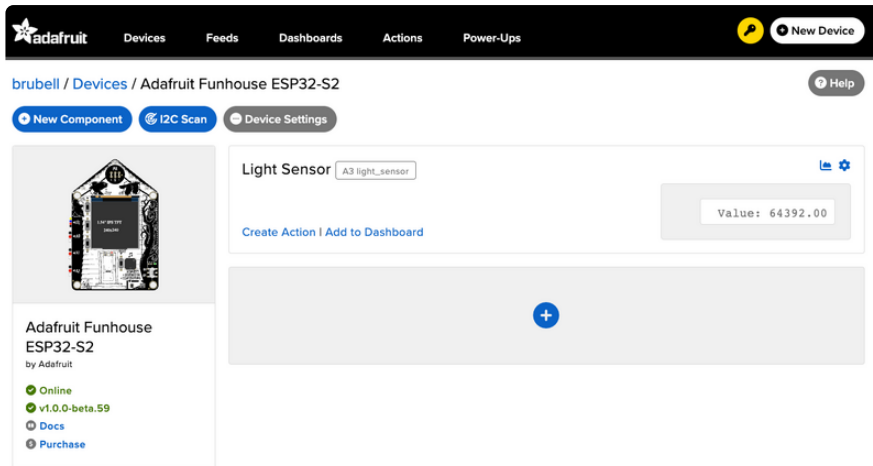 adafruit Devices Feeds Dashboards Actions Power-Ups New Device
brubell / Devices / Adafruit Funhouse ESP32-S2 Help
New Component I2C Scan Device Settings
Light Sensor A3 light_sensor
Value: 64392.00
Create Action | Add to Dashboard
Adafruit Funhouse
ESP32-S2
by Adafruit
Online
v1.0.0-beta.59
Docs
Purchase